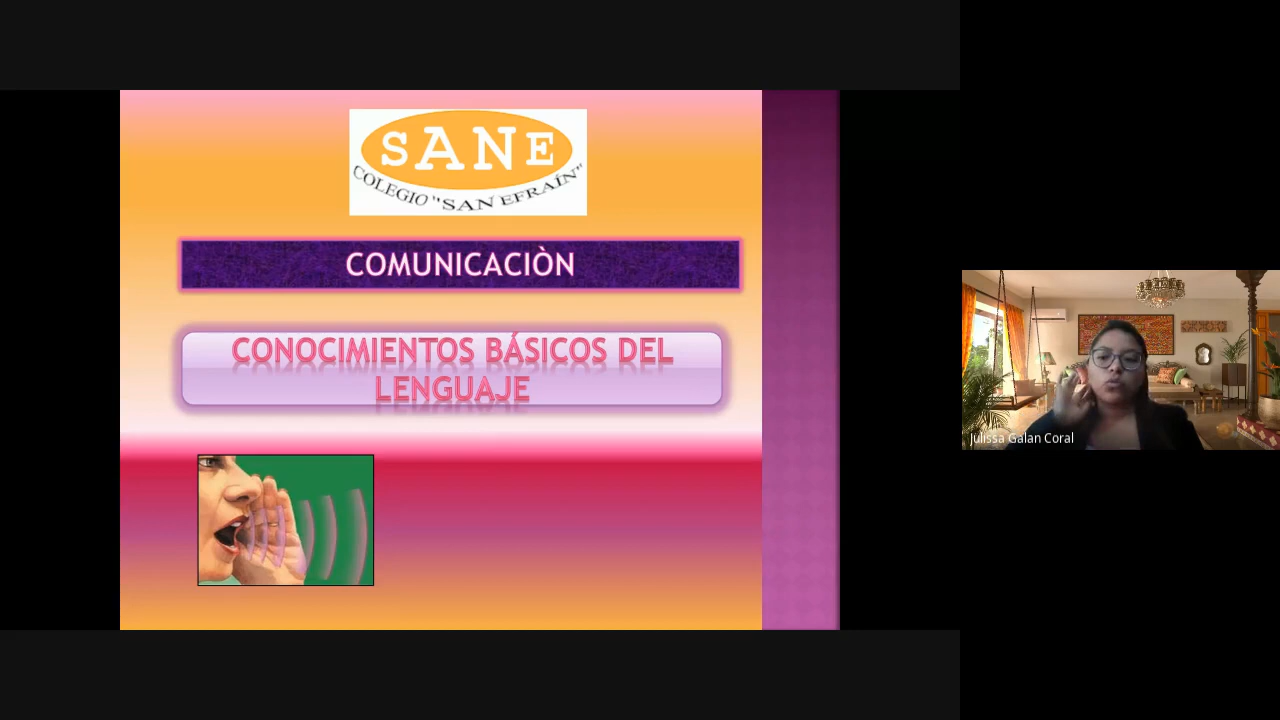 SANE
COLEGIO "SAN EFRAÍN"
COMUNICACIÒN
CONOCIMIENTOS BÁSICOS DEL
LENGUAJE
Julissa Galan Coral